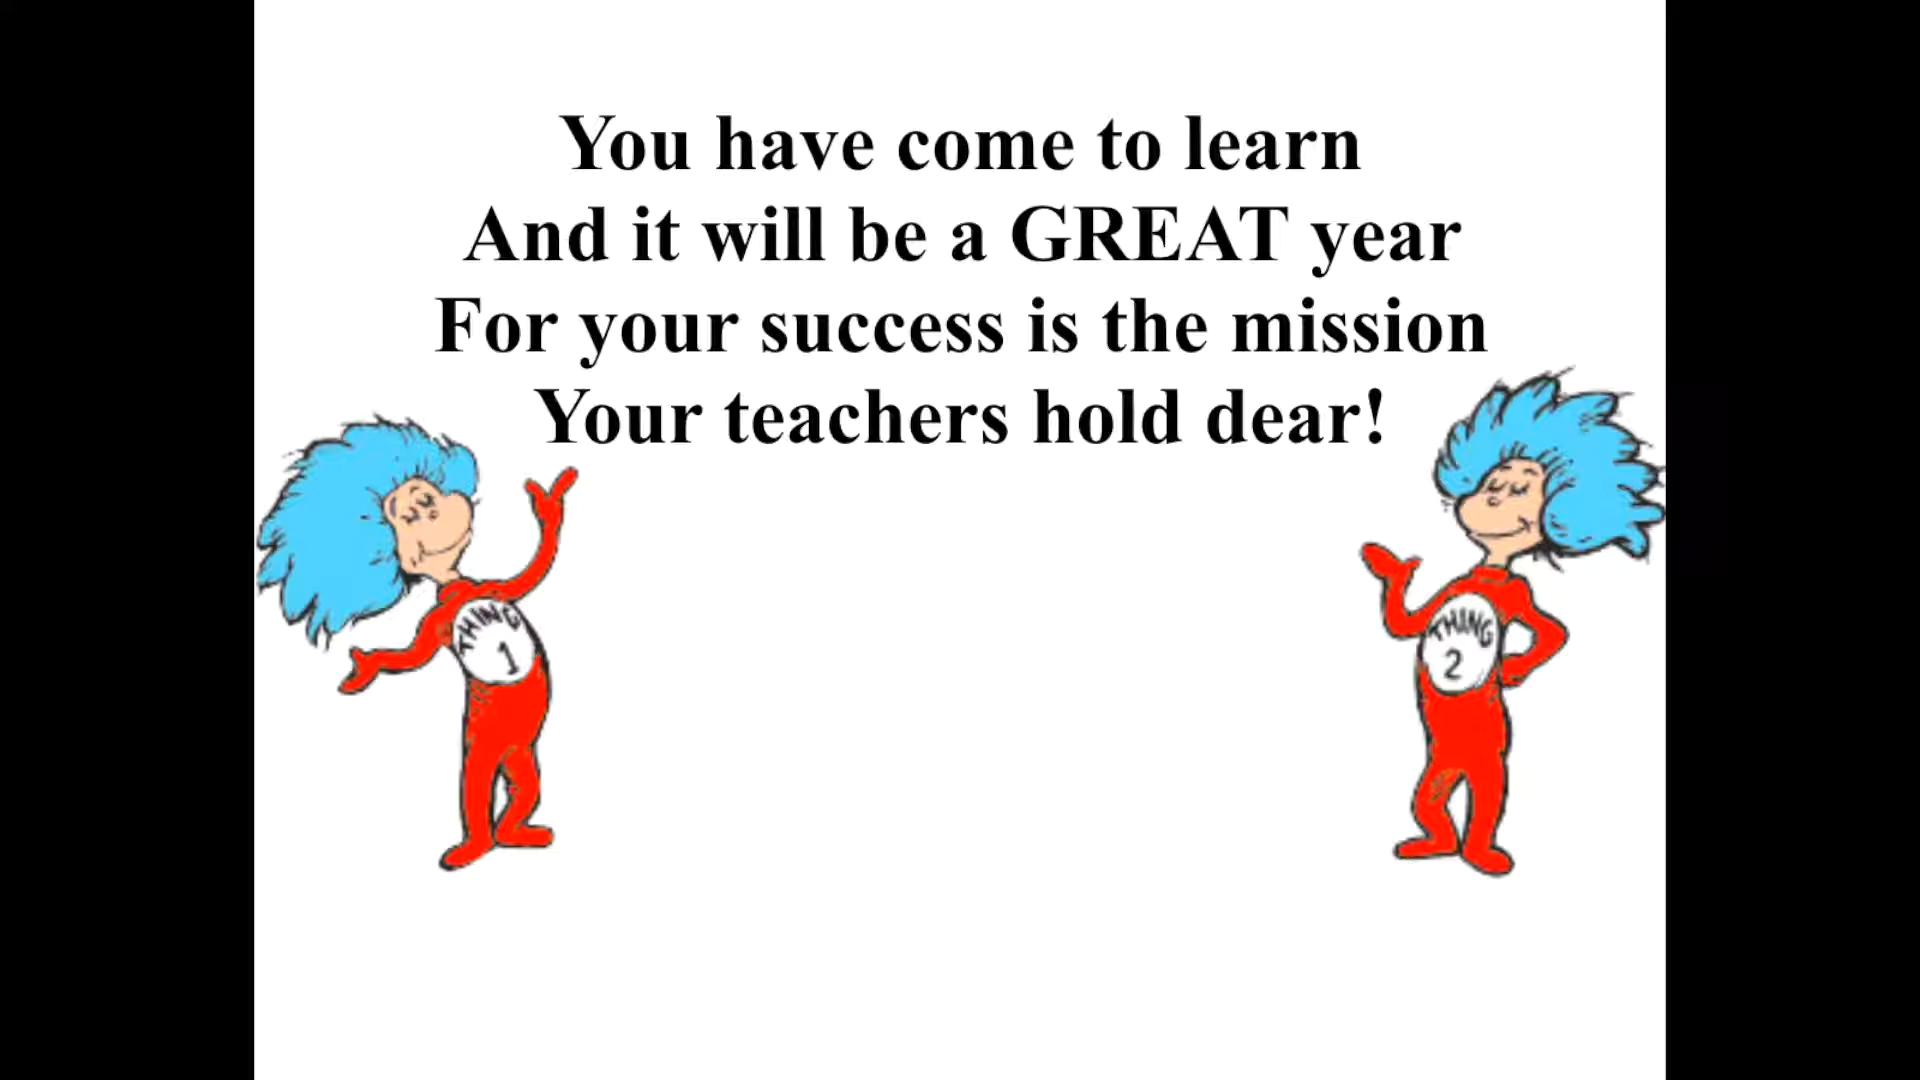 You have come to learn
And it will be a GREAT year
For your success is the mission
Your teachers hold dear!
THING
1
THING
2